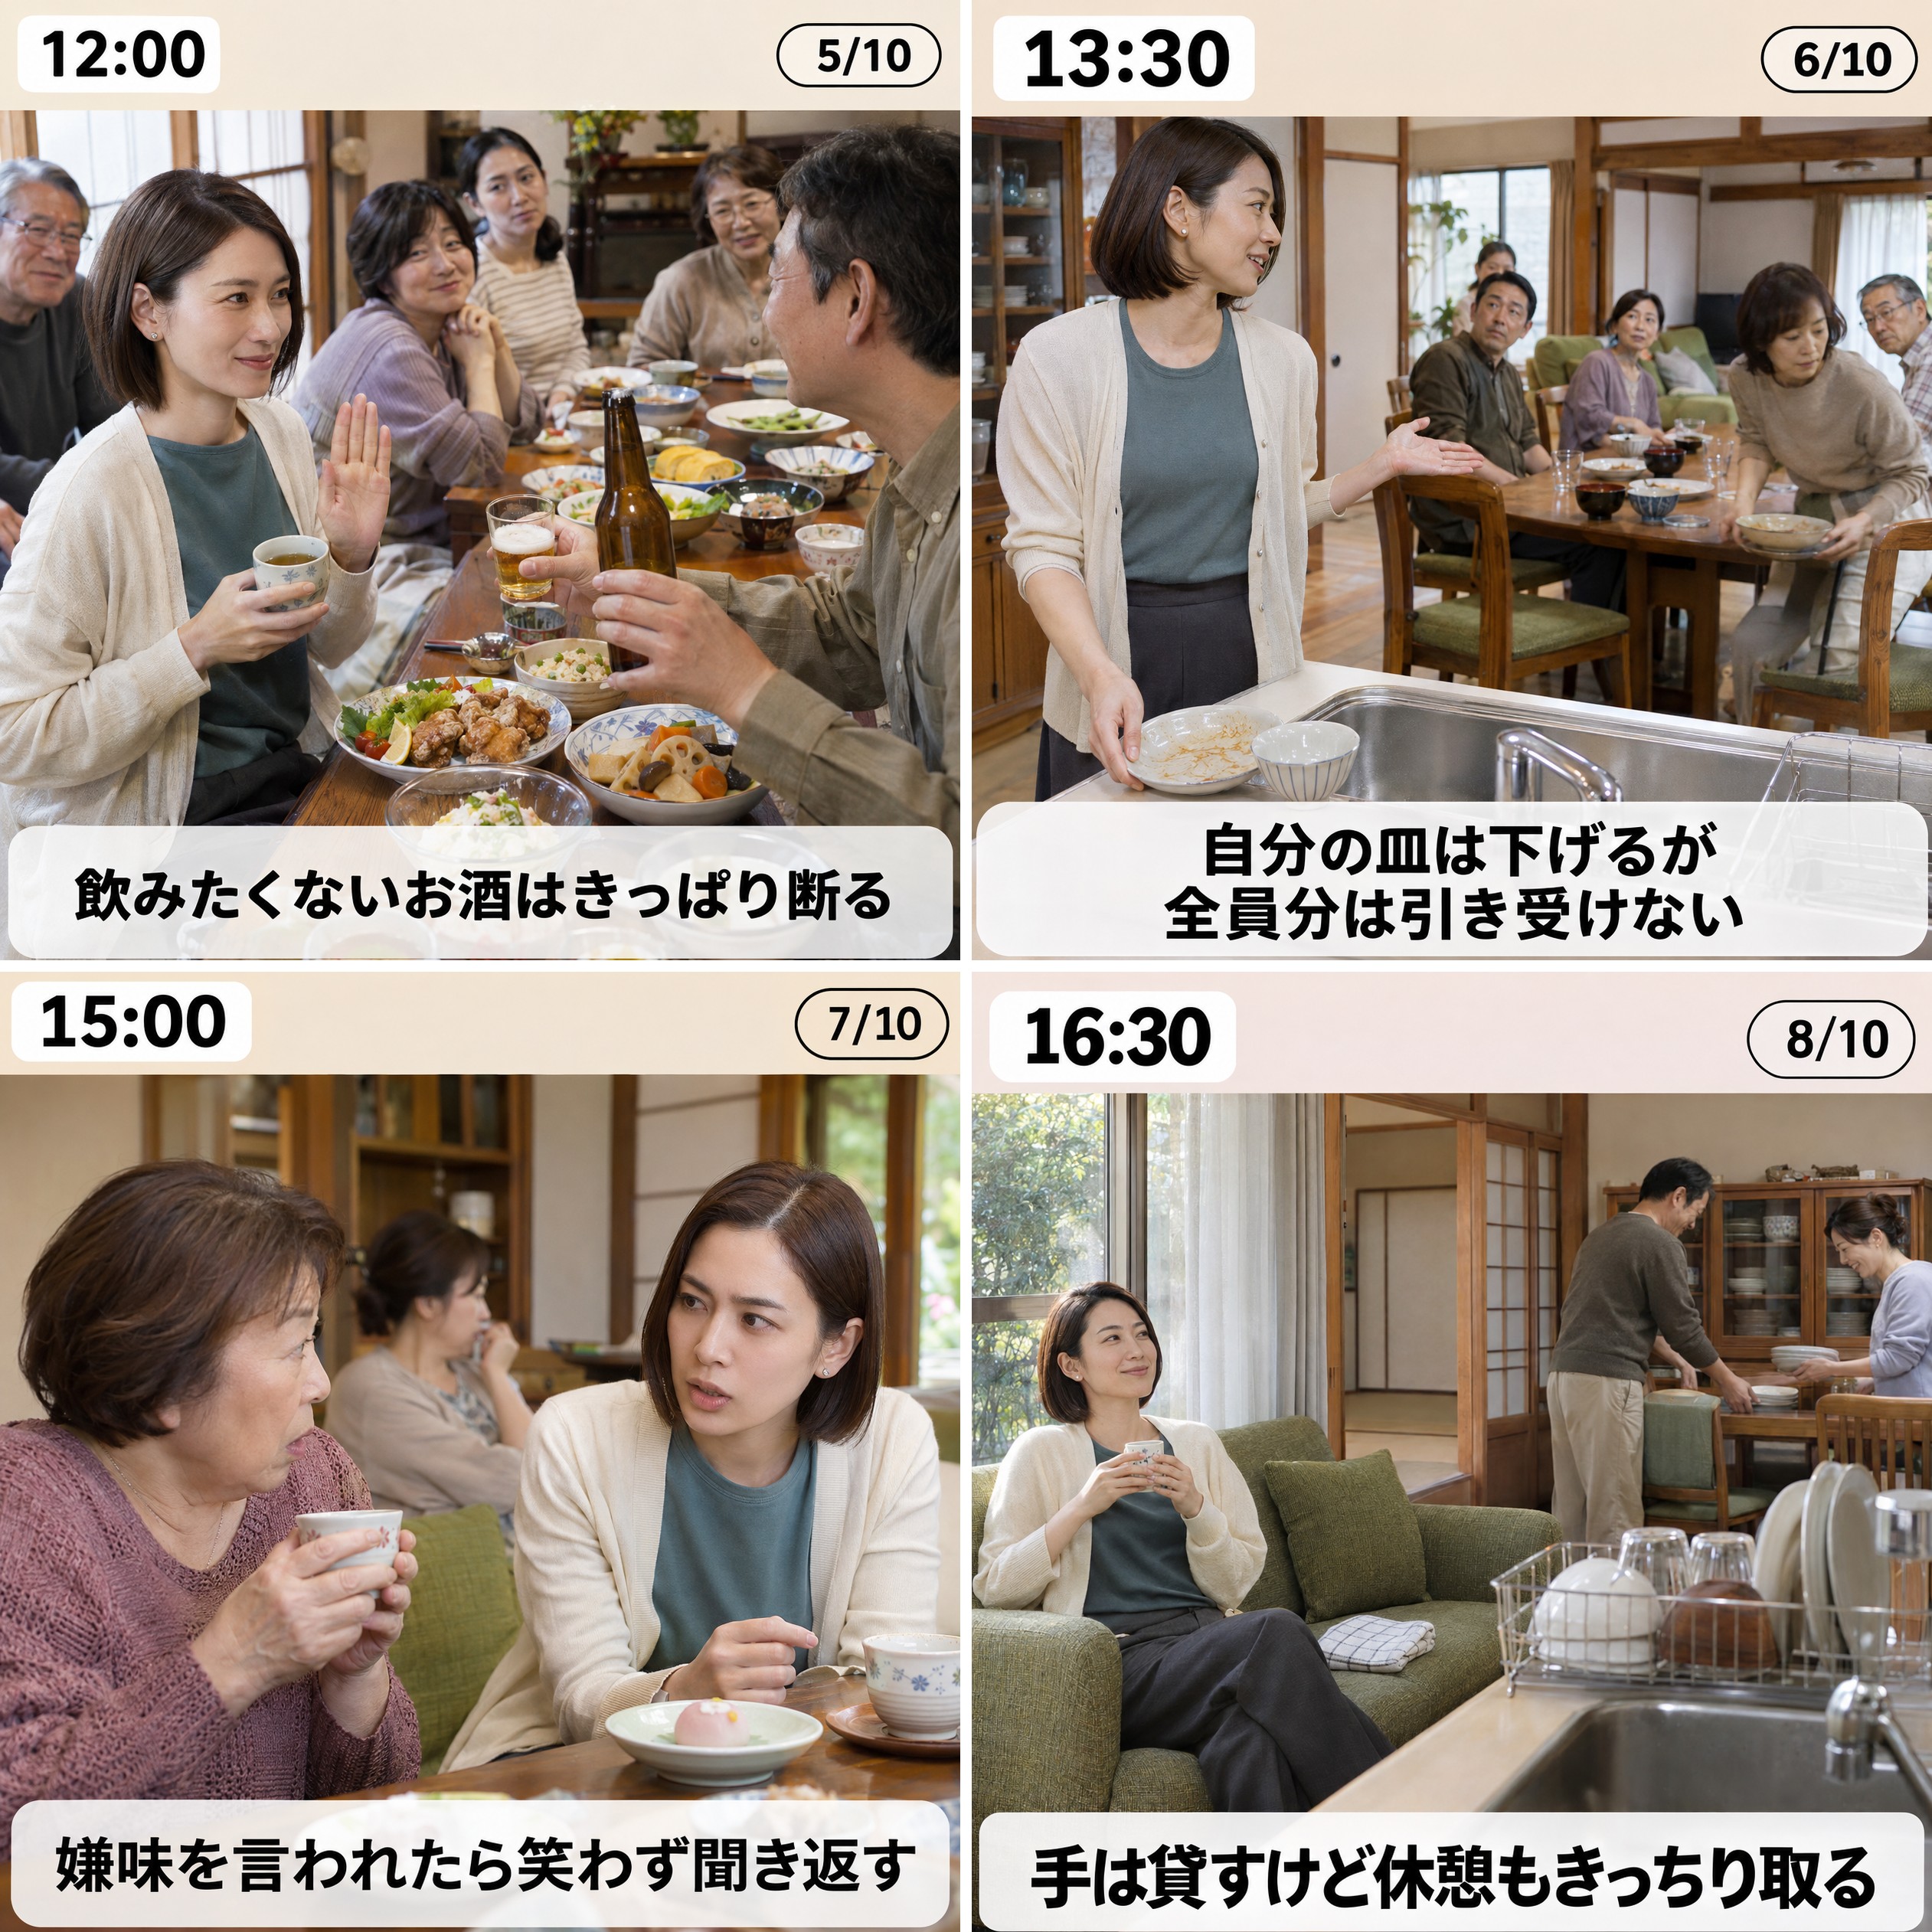 12:00
5/10
飲みたくないお酒はきっぱり断る
13:30
6/10
自分の皿は下げるが
全員分は引き受けない
15:00
7/10
嫌味を言われたら笑わず聞き返す
16:30
8/10
手は貸すけど休憩もきっちり取る